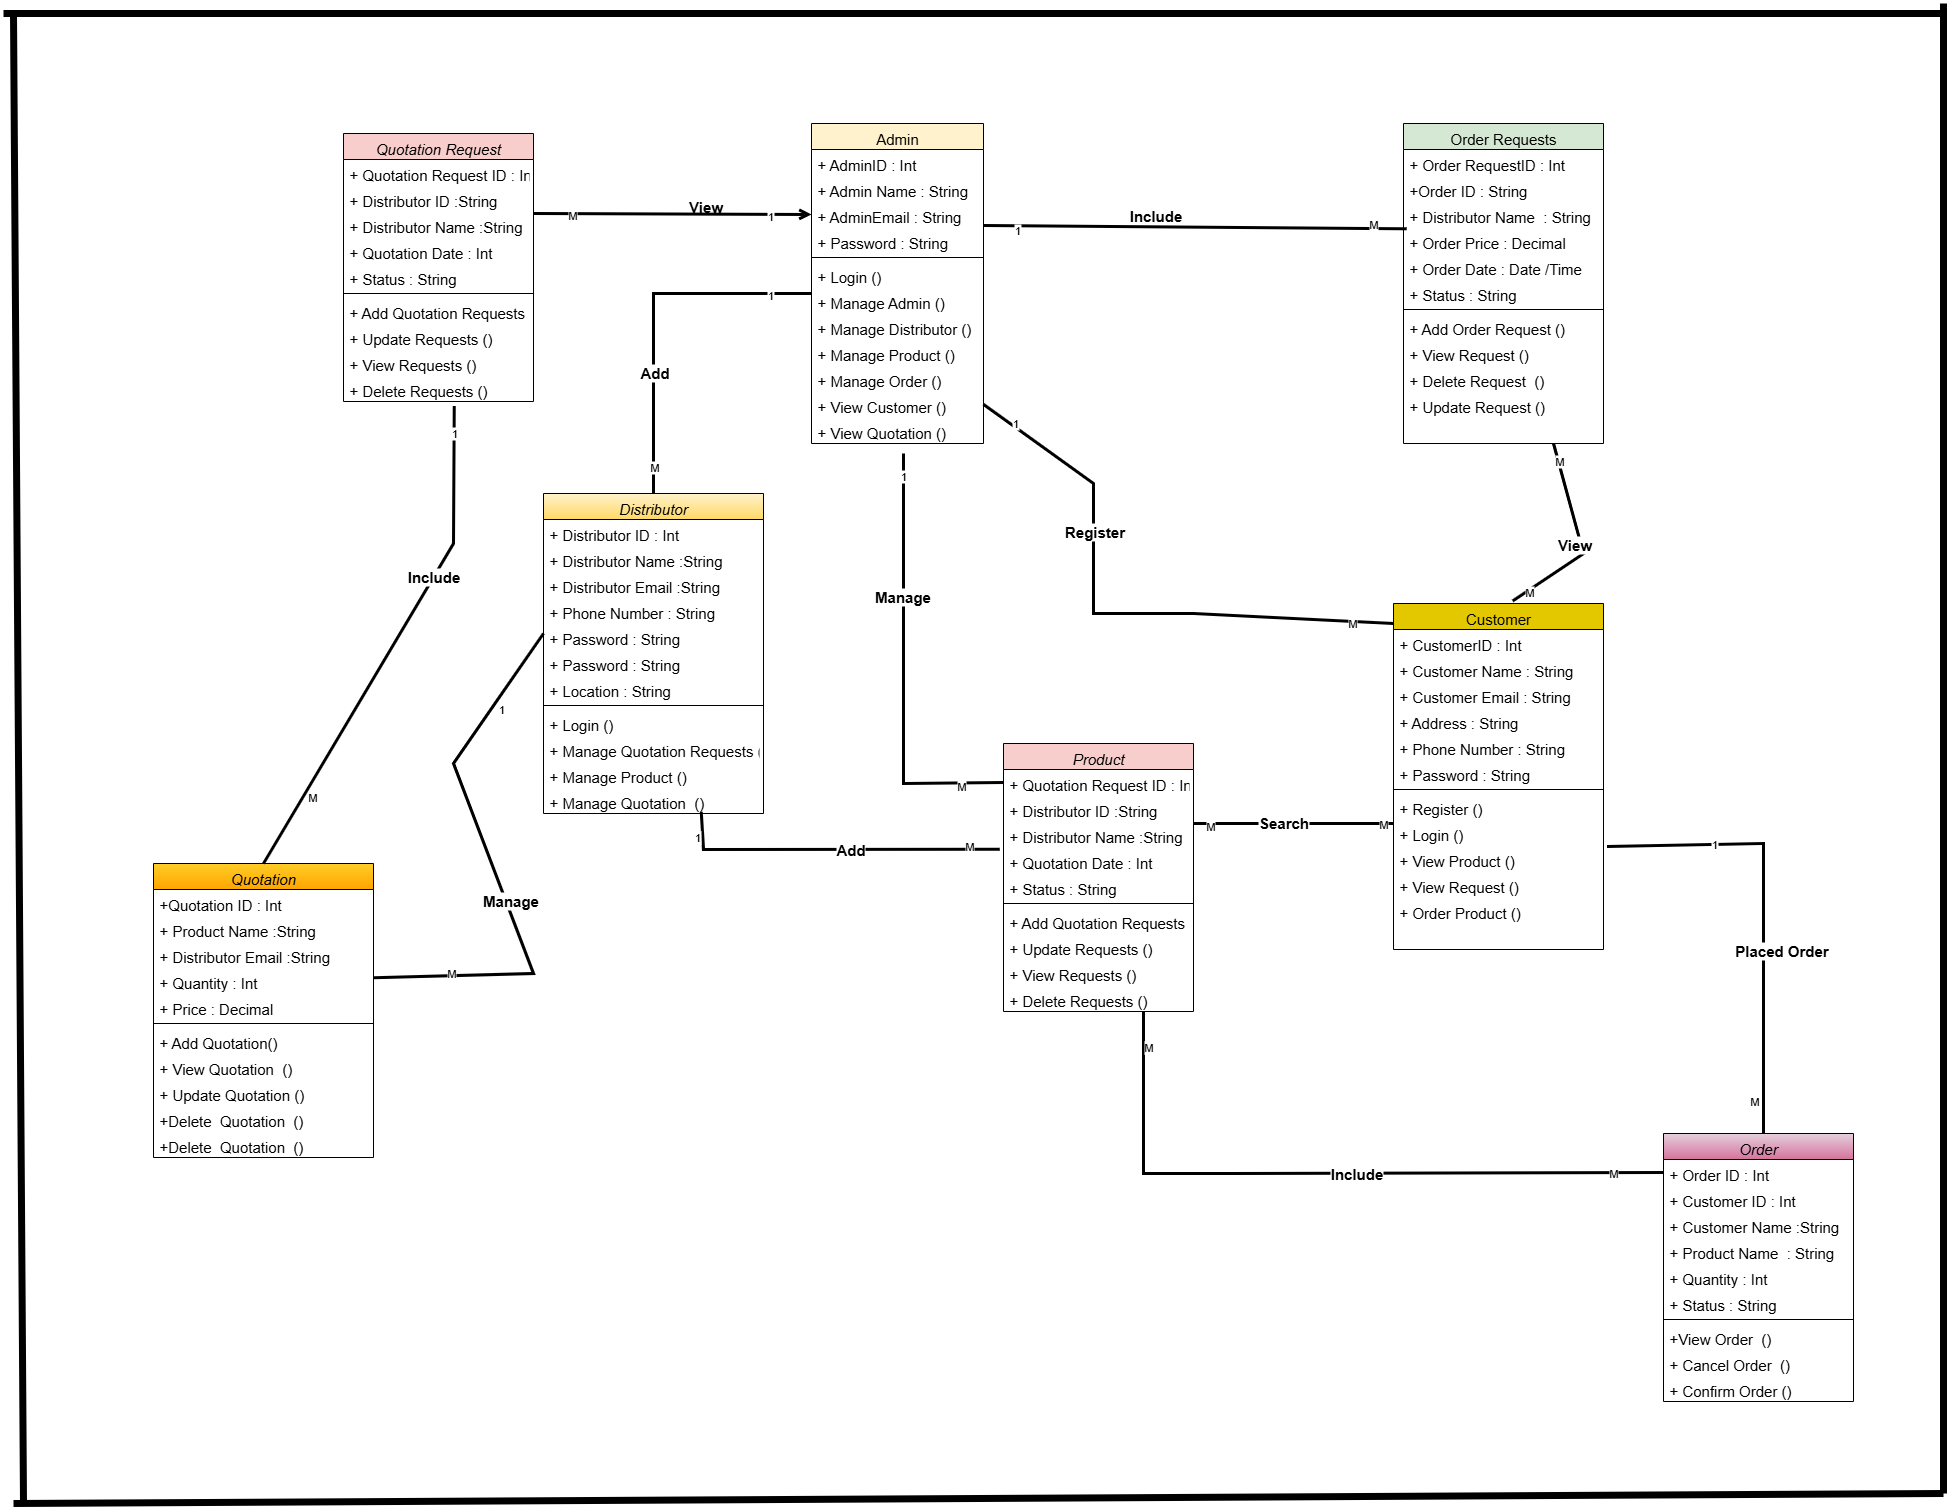 Quotation Request
+ Quotation Request ID : In
+ Distributor ID :String
+ Distributor Name :String
+ Quotation Date : Int
+ Status : String
+ Add Quotation Requests
+ Update Requests ()
+ View Requests ()
+ Delete Requests ()
M
View
1
Admin
+ AdminID : Int
+ Admin Name : String
+ AdminEmail : String
+ Password : String
+ Login ()
+ Manage Admin ()
+ Manage Distributor ()
+ Manage Product ()
+ Manage Order ()
+ View Customer ()
+ View Quotation ()
1
Include
M
Order Requests
+ Order RequestID : Int
+Order ID : String
+ Distributor Name  : String
+ Order Price : Decimal
+ Order Date : Date /Time
+ Status : String
+ Add Order Request ()
+ View Request ()
+ Delete Request  ()
+ Update Request ()
1
Add
M
1
Include
M
1
Manage
M
1
Register
M
M
View
M
Distributor
+ Distributor ID : Int
+ Distributor Name :String
+ Distributor Email :String
+ Phone Number : String
+ Password : String
+ Password : String
+ Location : String
+ Login ()
+ Manage Quotation Requests (
+ Manage Product ()
+ Manage Quotation  ()
1
Manage
M
1
Add
M
Customer
+ CustomerID : Int
+ Customer Name : String
+ Customer Email : String
+ Address : String
+ Phone Number : String
+ Password : String
+ Register ()
+ Login ()
+ View Product ()
+ View Request ()
+ Order Product ()
Product
+ Quotation Request ID : In
+ Distributor ID :String
+ Distributor Name :String
+ Quotation Date : Int
+ Status : String
+ Add Quotation Requests
+ Update Requests ()
+ View Requests ()
+ Delete Requests ()
M
Search
M
1
Placed Order
M
Quotation
+Quotation ID : Int
+ Product Name :String
+ Distributor Email :String
+ Quantity : Int
+ Price : Decimal
+ Add Quotation()
+ View Quotation  ()
+ Update Quotation ()
+Delete  Quotation  ()
+Delete  Quotation  ()
M
Include
M
Order
+ Order ID : Int
+ Customer ID : Int
+ Customer Name :String
+ Product Name  : String
+ Quantity : Int
+ Status : String
+View Order  ()
+ Cancel Order  ()
+ Confirm Order ()